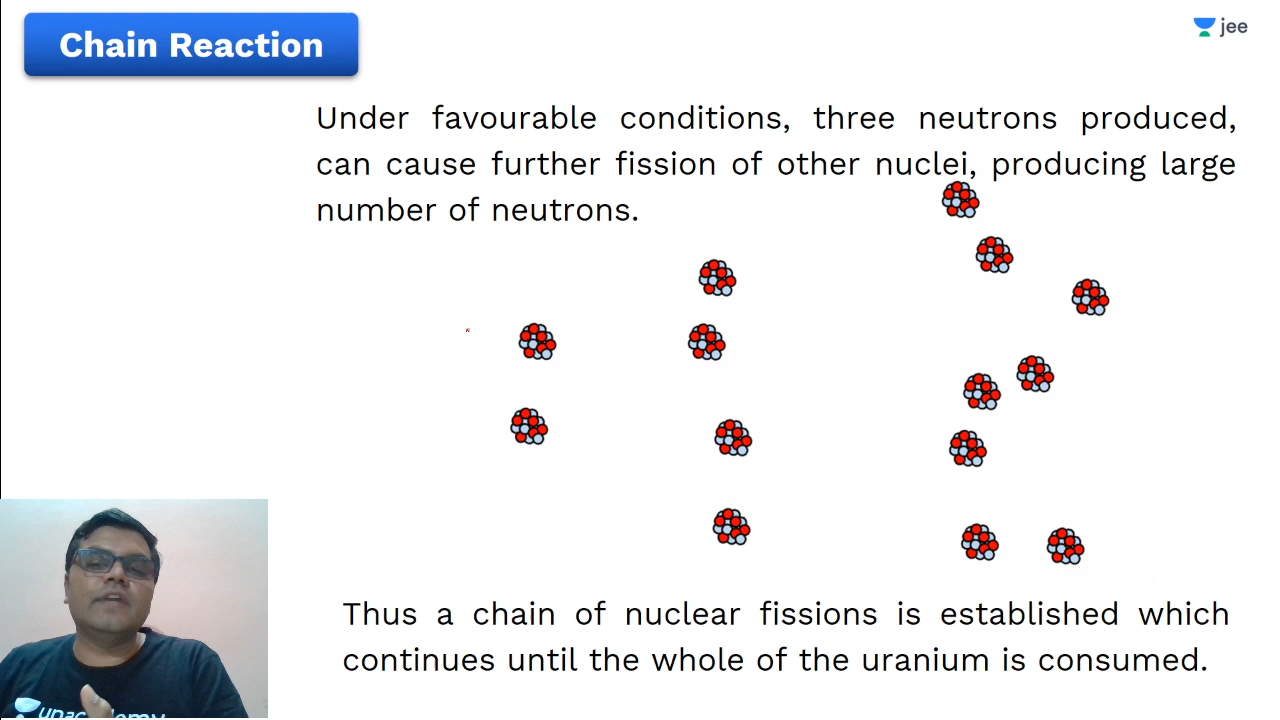 Chain Reaction
jee
Under favourable conditions, three neutrons produced,
can cause further fission of other nuclei, producing large
number of neutrons.
Thus a chain of nuclear fissions is established which
continues until the whole of the uranium is consumed.